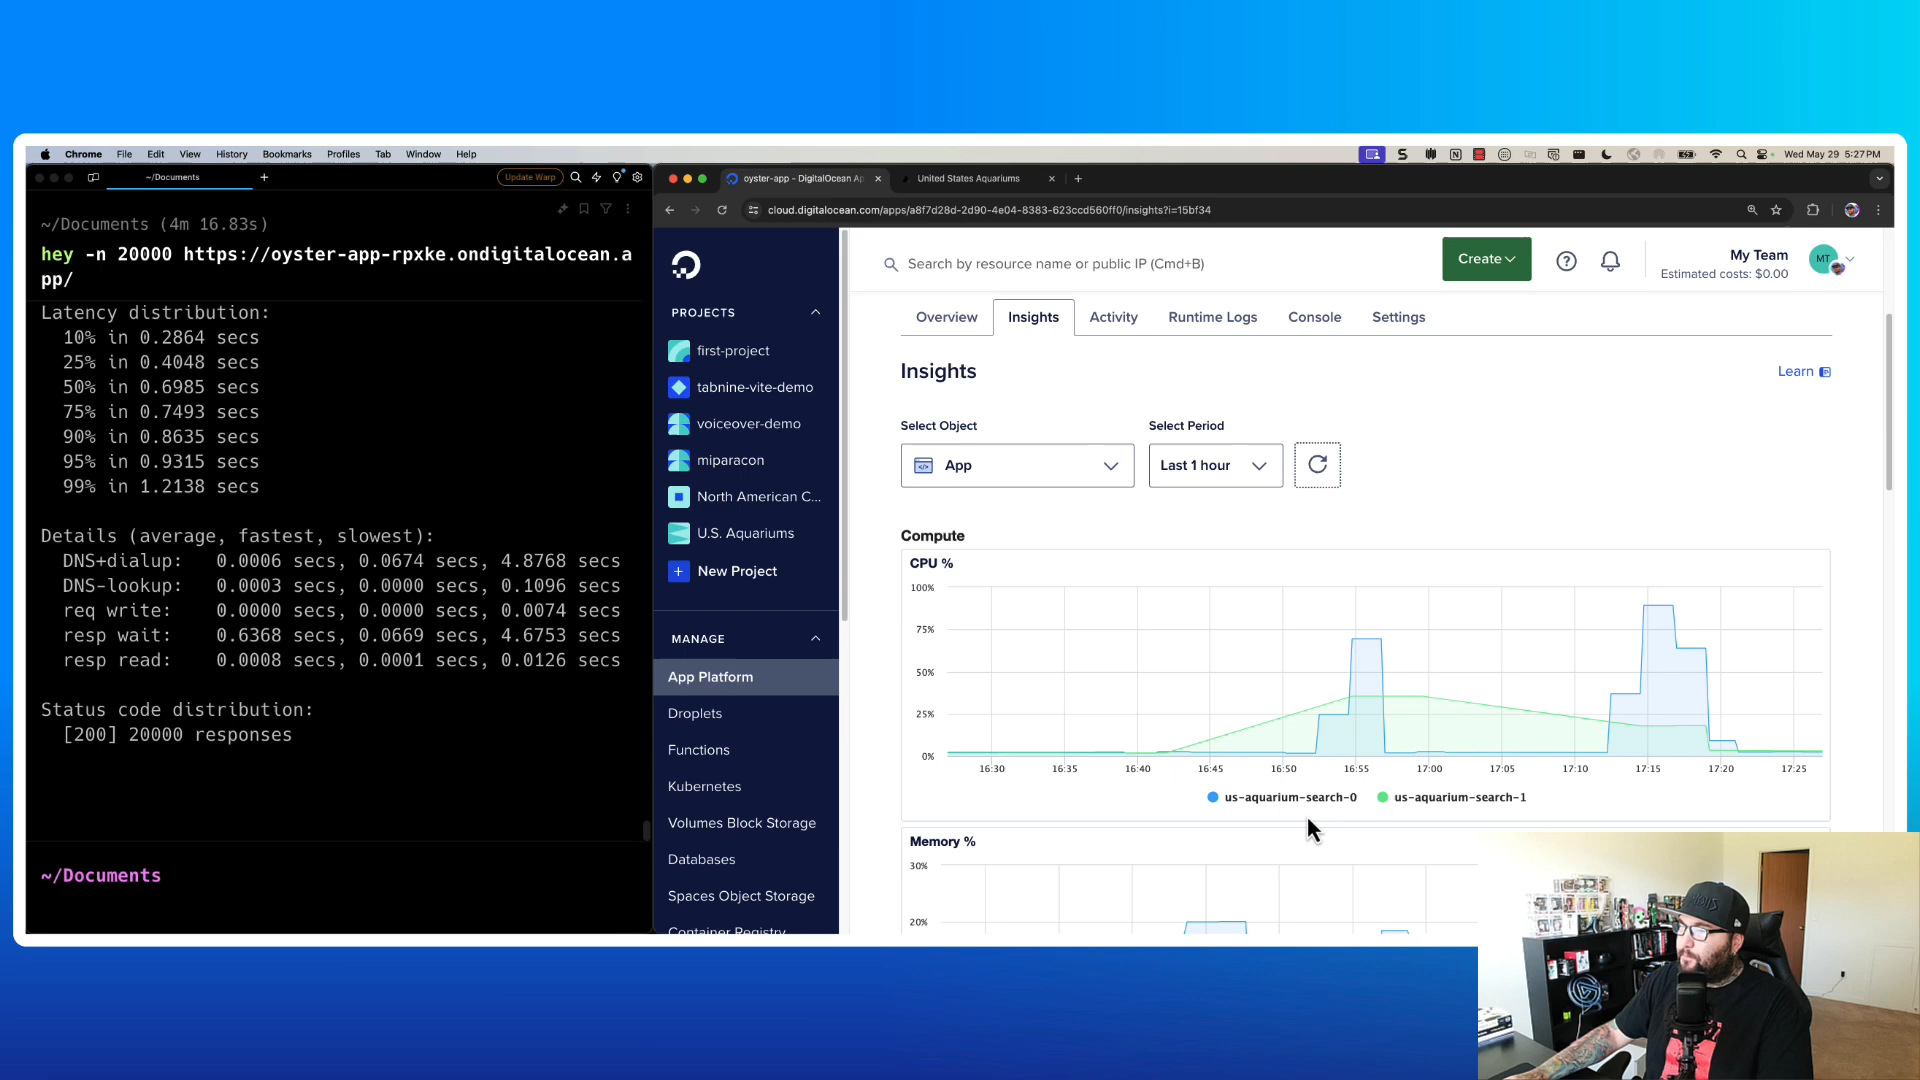 Chrome File Edit View History Bookmarks Profiles Tab Window Help
Wed May 29 5:27 PM
~/Documents
Update Warp
~/Documents (4m 16.83s)
hey -n 20000 https://oyster-app-rpxke.ondigitalocean.a
pp/
Latency distribution:
10% in 0.2864 secs
25% in 0.4048 secs
50% in 0.6985 secs
75% in 0.7493 secs
90% in 0.8635 secs
95% in 0.9315 secs
99% in 1.2138 secs
Details (average, fastest, slowest):
DNS+dialup: 0.0006 secs, 0.0674 secs, 4.8768 secs
DNS-lookup: 0.0003 secs, 0.0000 secs, 0.1096 secs
req write: 0.0000 secs, 0.0000 secs, 0.0074 secs
resp wait: 0.6368 secs, 0.0669 secs, 4.6753 secs
resp read: 0.0008 secs, 0.0001 secs, 0.0126 secs
Status code distribution:
[200] 20000 responses
~/Documents
oyster-app - DigitalOcean Ap
United States Aquariums
cloud.digitalocean.com/apps/a8f7d28d-2d90-4e04-8383-623ccd560ff0/insights?i=15bf34
PROJECTS
first-project
tabnine-vite-demo
voiceover-demo
miparacon
North American C...
U.S. Aquariums
+ New Project
MANAGE
App Platform
Droplets
Functions
Kubernetes
Volumes Block Storage
Databases
Spaces Object Storage
Container Registry
Search by resource name or public IP (Cmd+B)
Create
My Team
Estimated costs: $0.00
MT
Overview Insights Activity Runtime Logs Console Settings
Insights
Learn
Select Object
App
Select Period
Last 1 hour
Compute
CPU %
100%
75%
50%
25%
0%
16:30 16:35 16:40 16:45 16:50 16:55 17:00 17:05 17:10 17:15 17:20 17:25
us-aquarium-search-0 us-aquarium-search-1
Memory %
30%
20%